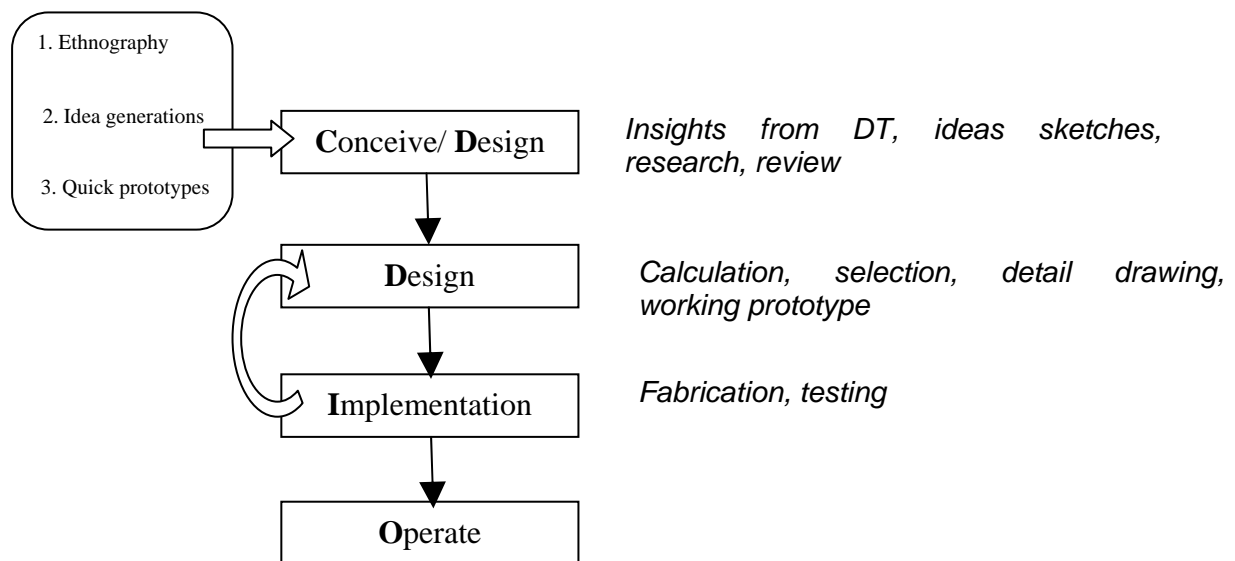 1. Ethnography
2. Idea generations
3. Quick prototypes
Conceive/ Design
Insights from DT, ideas sketches,
research, review
Design
Calculation, selection, detail drawing,
working prototype
Implementation
Fabrication, testing
Operate